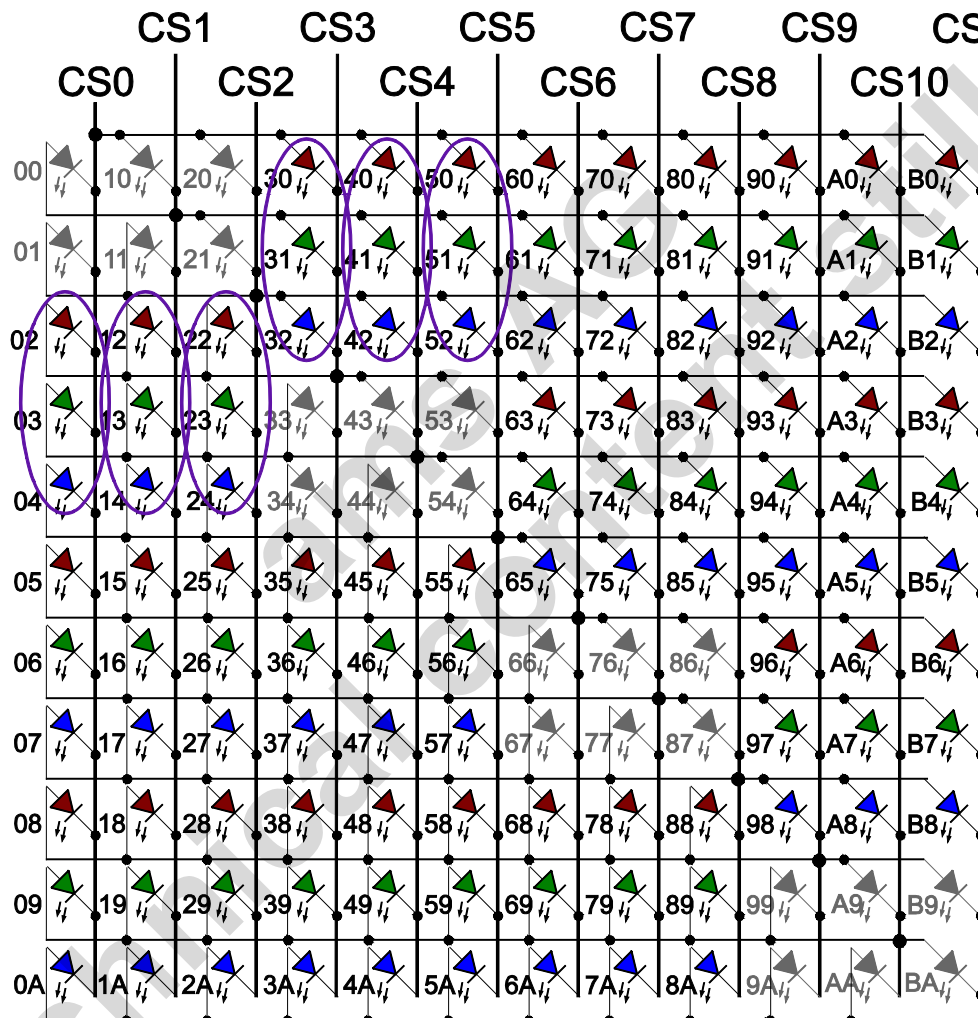 CS1 CS3 CS5 CS7 CS9 CS
CS0 CS2 CS4 CS6 CS8 CS10
00 10 20 30 40 50 60 70 80 90 A0 B0
01 11 21 31 41 51 61 71 81 91 A1 B1
02 12 22 32 42 52 62 72 82 92 A2 B2
03 13 23 33 43 53 63 73 83 93 A3 B3
04 14 24 34 44 54 64 74 84 94 A4 B4
05 15 25 35 45 55 65 75 85 95 A5 B5
06 16 26 36 46 56 66 76 86 96 A6 B6
07 17 27 37 47 57 67 77 87 97 A7 B7
08 18 28 38 48 58 68 78 88 98 A8 B8
09 19 29 39 49 59 69 79 89 99 A9 B9
0A 1A 2A 3A 4A 5A 6A 7A 8A 9A AA BA
ams AG
chnical content still